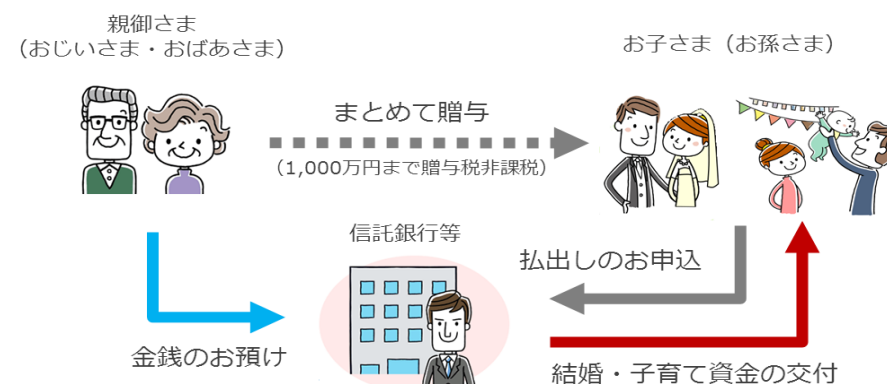 親御さま
(おじいさま・おばあさま)
お子さま（お孫さま）
まとめて贈与
（1,000万円まで贈与税非課税）
信託銀行等
払出しのお申込
金銭のお預け
結婚・子育て資金の交付